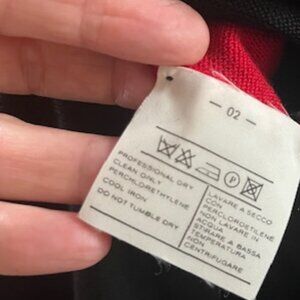 — 02 —
P
PROFESSIONAL DRY
CLEAN ONLY
PERCHLORETHYLENE
COOL IRON
DO NOT TUMBLE DRY
LAVARE A SECCO
CON
PERCLOROETILENE
NON LAVARE IN
ACQUA
STIRARE A BASSA
TEMPERATURA
NON
CENTRIFUGARE